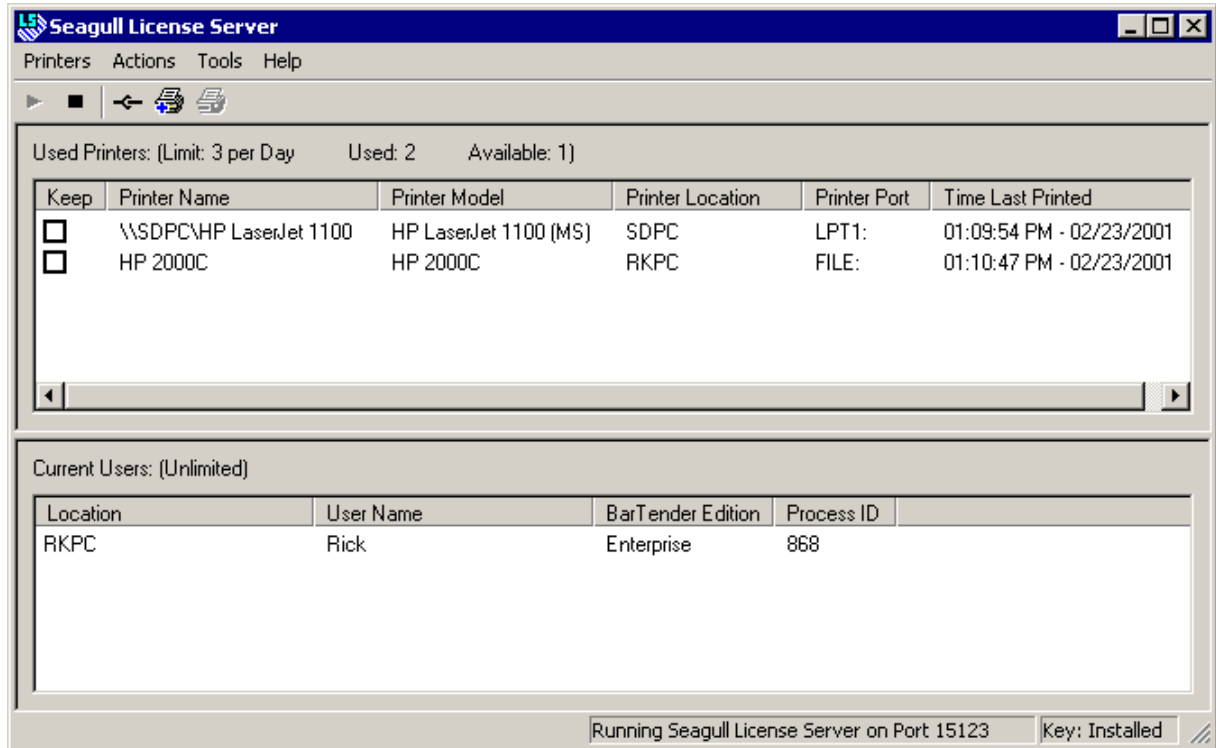 LS Seagull License Server
Printers Actions Tools Help
Used Printers: (Limit: 3 per Day Used: 2 Available: 1)
Keep Printer Name Printer Model Printer Location Printer Port Time Last Printed
\\SDPC\HP LaserJet 1100 HP LaserJet 1100 (MS) SDPC LPT1: 01:09:54 PM - 02/23/2001
HP 2000C HP 2000C RKPC FILE: 01:10:47 PM - 02/23/2001
Current Users: (Unlimited)
Location User Name BarTender Edition Process ID
RKPC Rick Enterprise 868
Running Seagull License Server on Port 15123 Key: Installed